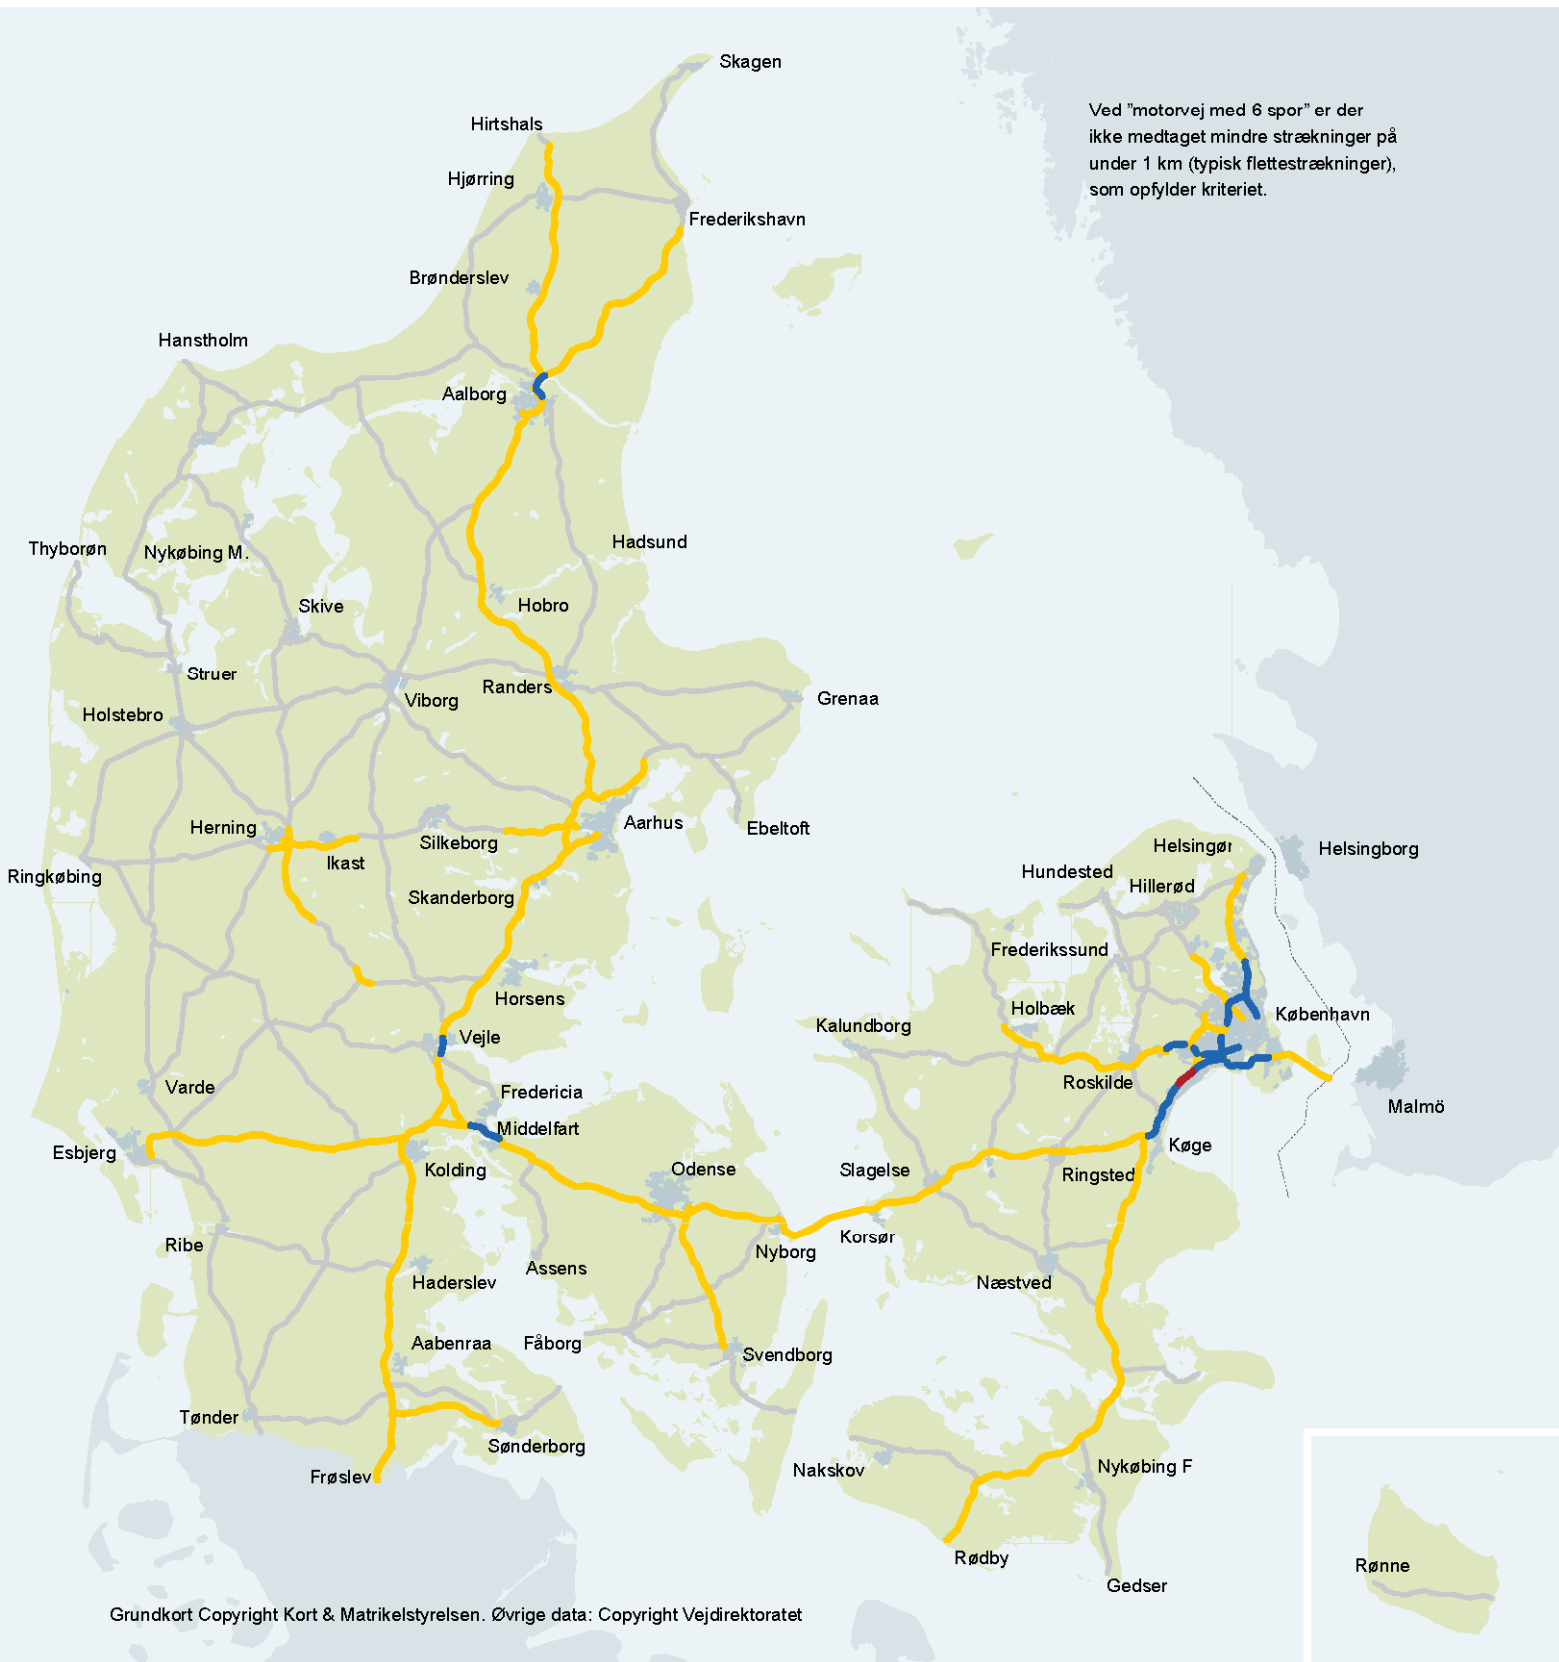 Skagen
Ved ”motorvej med 6 spor” er der
ikke medtaget mindre strækninger på
under 1 km (typisk flettestrækninger),
som opfylder kriteriet.
Hirtshals
Hjørring
Frederikshavn
Brønderslev
Hanstholm
Aalborg
Hadsund
Thyborøn
Nykøbing M.
Hobro
Skive
Struer
Randers
Viborg
Grenaa
Holstebro
Herning
Aarhus
Ebeltoft
Silkeborg
Helsingør
Helsingborg
Ikast
Ringkøbing
Hundested
Hillerød
Skanderborg
Frederikssund
Horsens
Holbæk
København
Kalundborg
Vejle
Varde
Fredericia
Roskilde
Malmö
Middelfart
Esbjerg
Køge
Kolding
Odense
Slagelse
Ringsted
Ribe
Nyborg
Korsør
Assens
Haderslev
Næstved
Aabenraa
Fåborg
Svendborg
Tønder
Sønderborg
Frøslev
Nakskov
Nykøbing F
Rødby
Rønne
Gedser
Grundkort Copyright Kort & Matrikelstyrelsen. Øvrige data: Copyright Vejdirektoratet